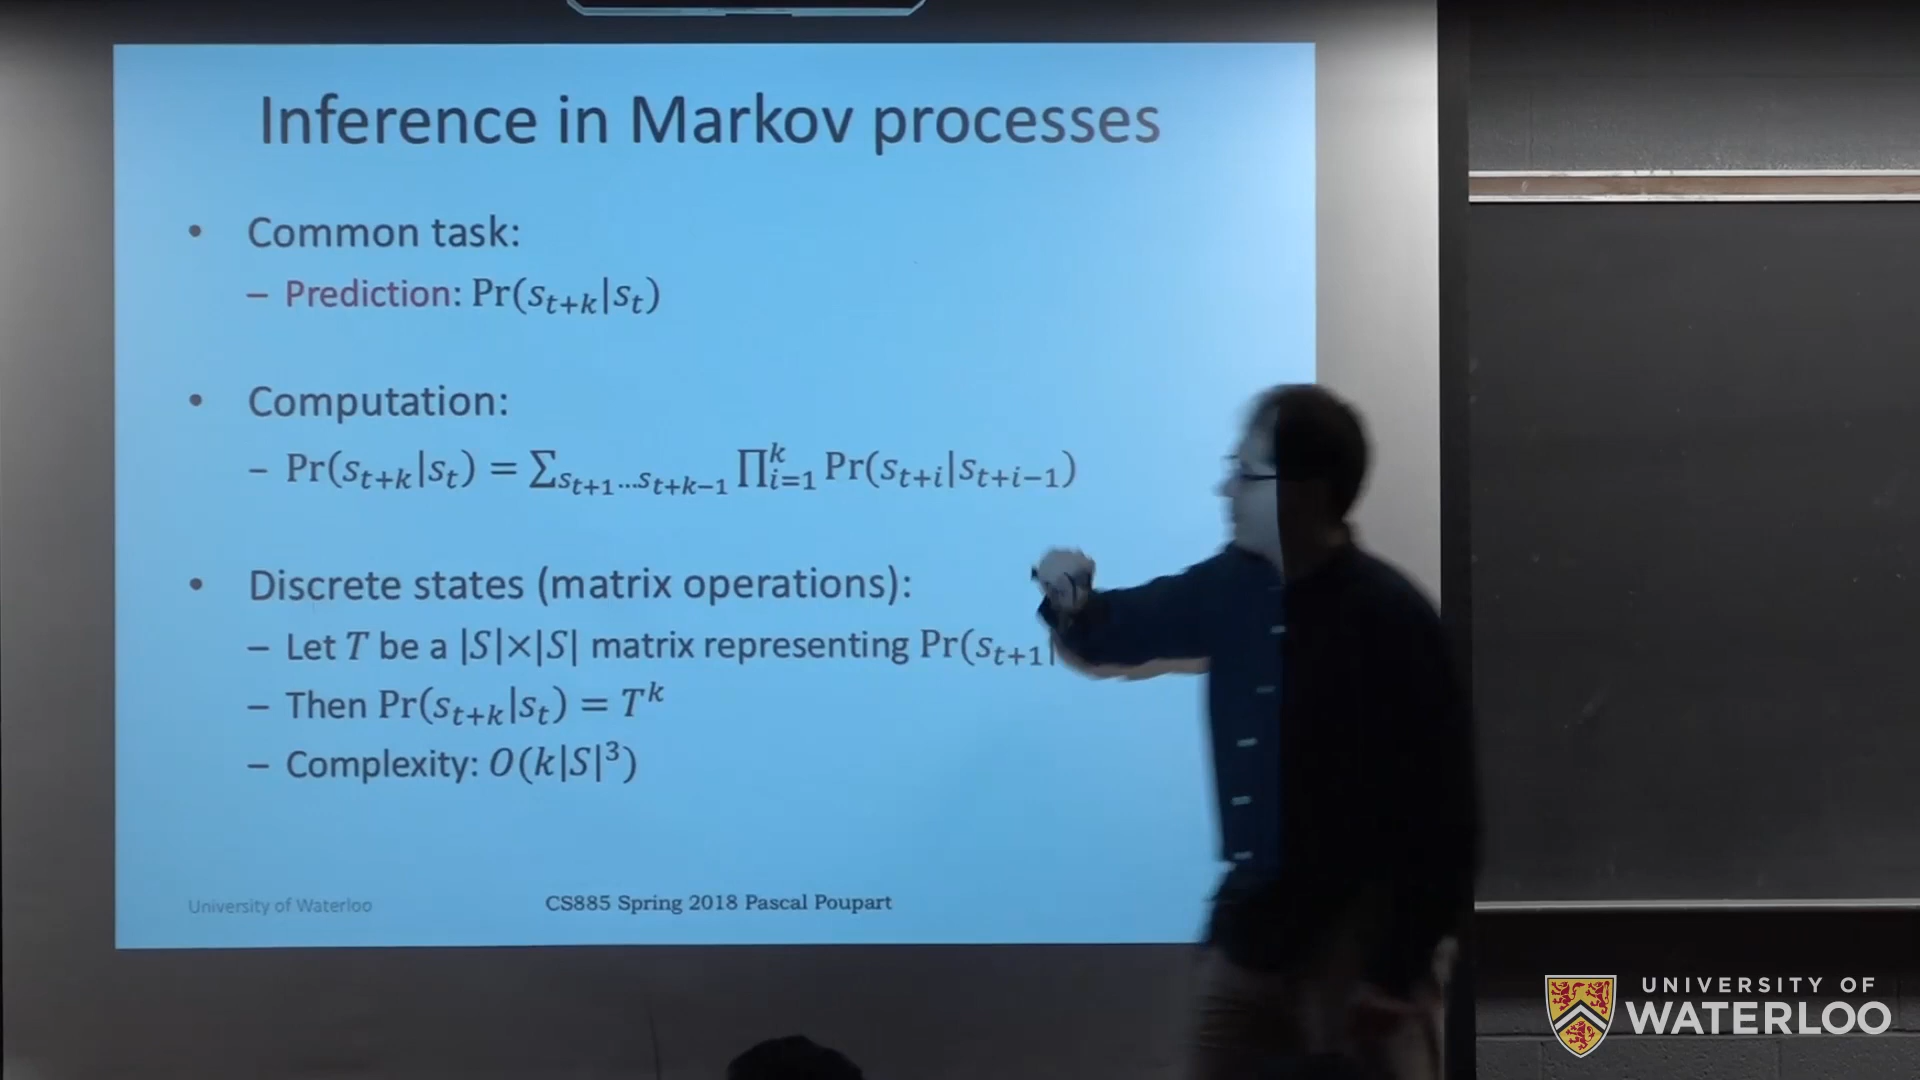 Inference in Markov processes
• Common task:
– Prediction: Pr(s_{t+k}|s_t)
• Computation:
– Pr(s_{t+k}|s_t) = ∑_{s_{t+1}…s_{t+k−1}} ∏_{i=1}^{k} Pr(s_{t+i}|s_{t+i−1})
• Discrete states (matrix operations):
– Let T be a |S|×|S| matrix representing Pr(s_{t+1}|
– Then Pr(s_{t+k}|s_t) = T^k
– Complexity: O(k|S|^3)
University of Waterloo
CS885 Spring 2018 Pascal Poupart
UNIVERSITY OF
WATERLOO